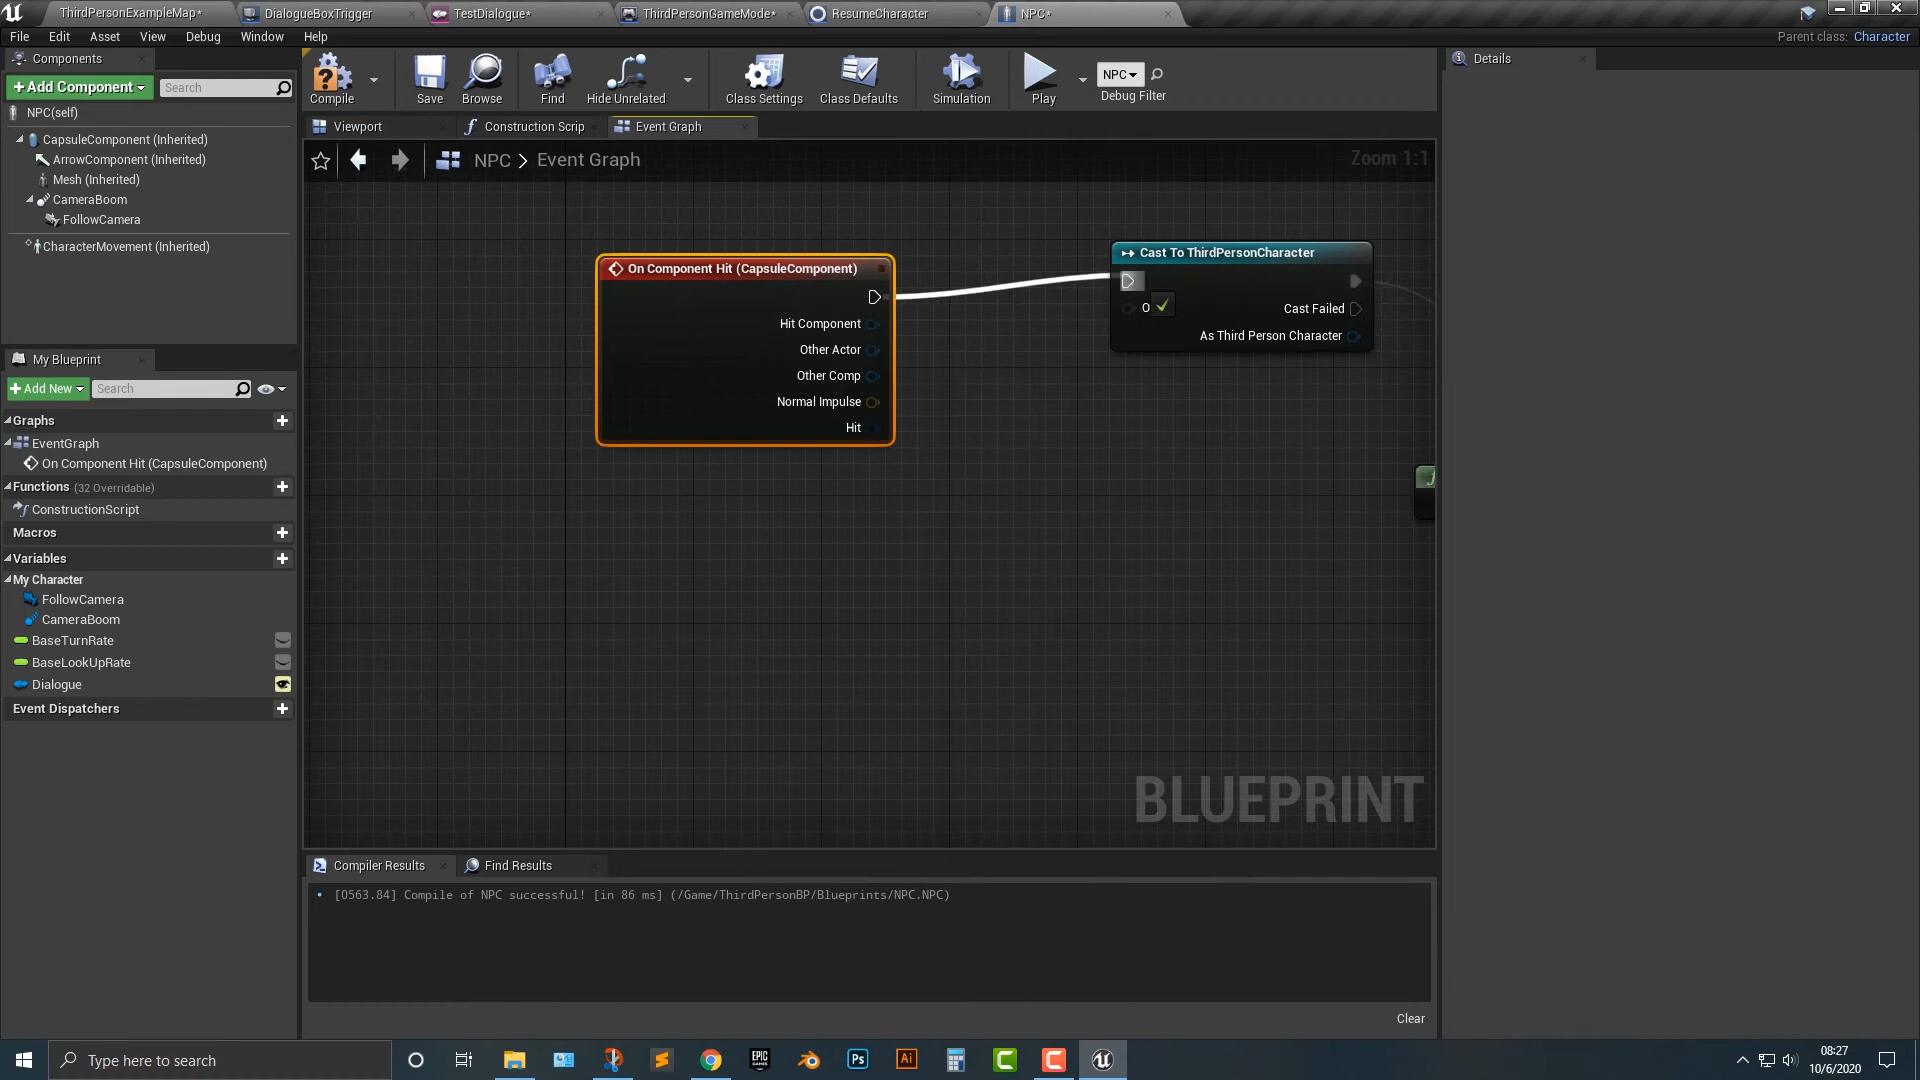 ThirdPersonExampleMap*
DialogueBoxTrigger
TestDialogue*
ThirdPersonGameMode*
ResumeCharacter
NPC*
File
Edit
Asset
View
Debug
Window
Help
Parent class: Character
Components
+Add Component
Search
NPC(self)
CapsuleComponent (Inherited)
ArrowComponent (Inherited)
Mesh (Inherited)
CameraBoom
FollowCamera
CharacterMovement (Inherited)
My Blueprint
+Add New
Search
Graphs
EventGraph
On Component Hit (CapsuleComponent)
Functions (32 Overridable)
ConstructionScript
Macros
Variables
My Character
FollowCamera
CameraBoom
BaseTurnRate
BaseLookUpRate
Dialogue
Event Dispatchers
Compile
Save
Browse
Find
Hide Unrelated
Class Settings
Class Defaults
Simulation
Play
NPC
Debug Filter
Viewport
Construction Scrip
Event Graph
NPC > Event Graph
Zoom 1:1
On Component Hit (CapsuleComponent)
Hit Component
Other Actor
Other Comp
Normal Impulse
Hit
Cast To ThirdPersonCharacter
O
Cast Failed
As Third Person Character
BLUEPRINT
Compiler Results
Find Results
[0563.84] Compile of NPC successful! [in 86 ms] (/Game/ThirdPersonBP/Blueprints/NPC.NPC)
Clear
Details
Type here to search
EPIC GAMES
Ps
Ai
08:27
10/6/2020